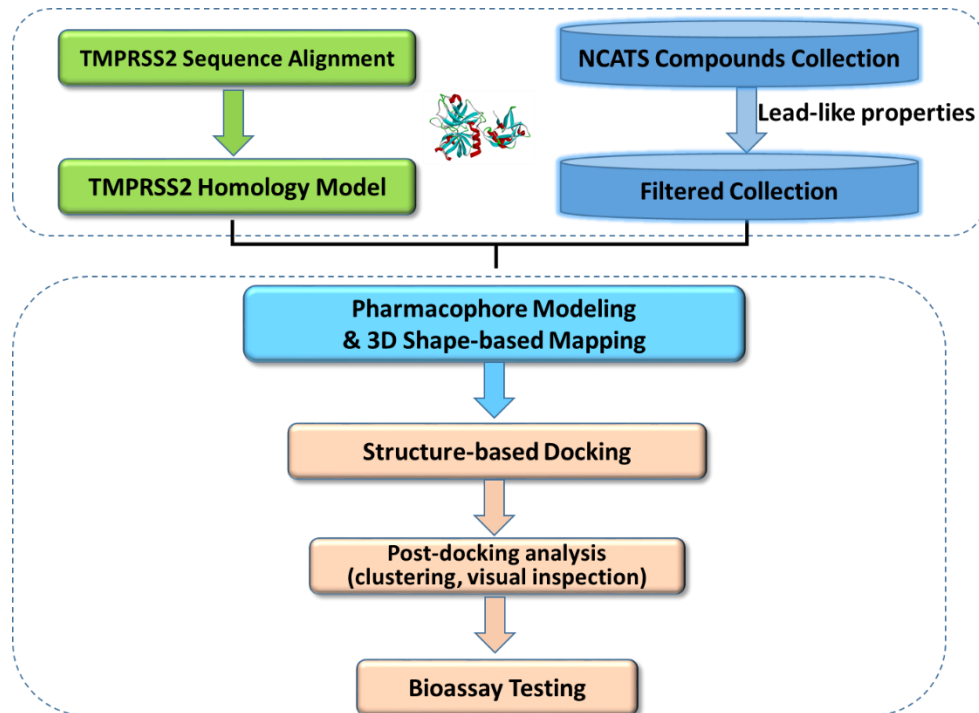 TMPRSS2 Sequence Alignment
NCATS Compounds Collection
Lead-like properties
TMPRSS2 Homology Model
Filtered Collection
Pharmacophore Modeling
& 3D Shape-based Mapping
Structure-based Docking
Post-docking analysis
(clustering, visual inspection)
Bioassay Testing